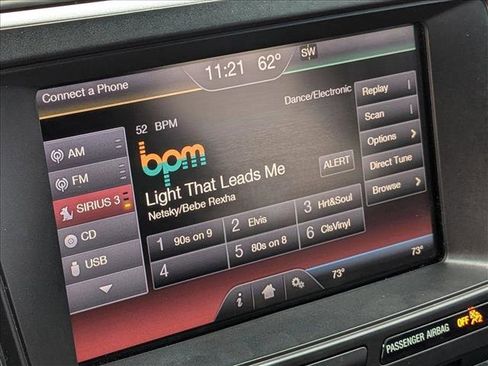 11:21 62° SW
Connect a Phone
Dance/Electronic
52 BPM
bpm
Light That Leads Me
Netsky/Bebe Rexha
ALERT
AM
FM
SIRIUS 3
CD
USB
Replay
Scan
Options
Direct Tune
Browse
1 90s on 9
2 Elvis
3 Hrt&Soul
4
5 80s on 8
6 ClsVinyl
i
73°
73°
PASSENGER AIRBAG OFF